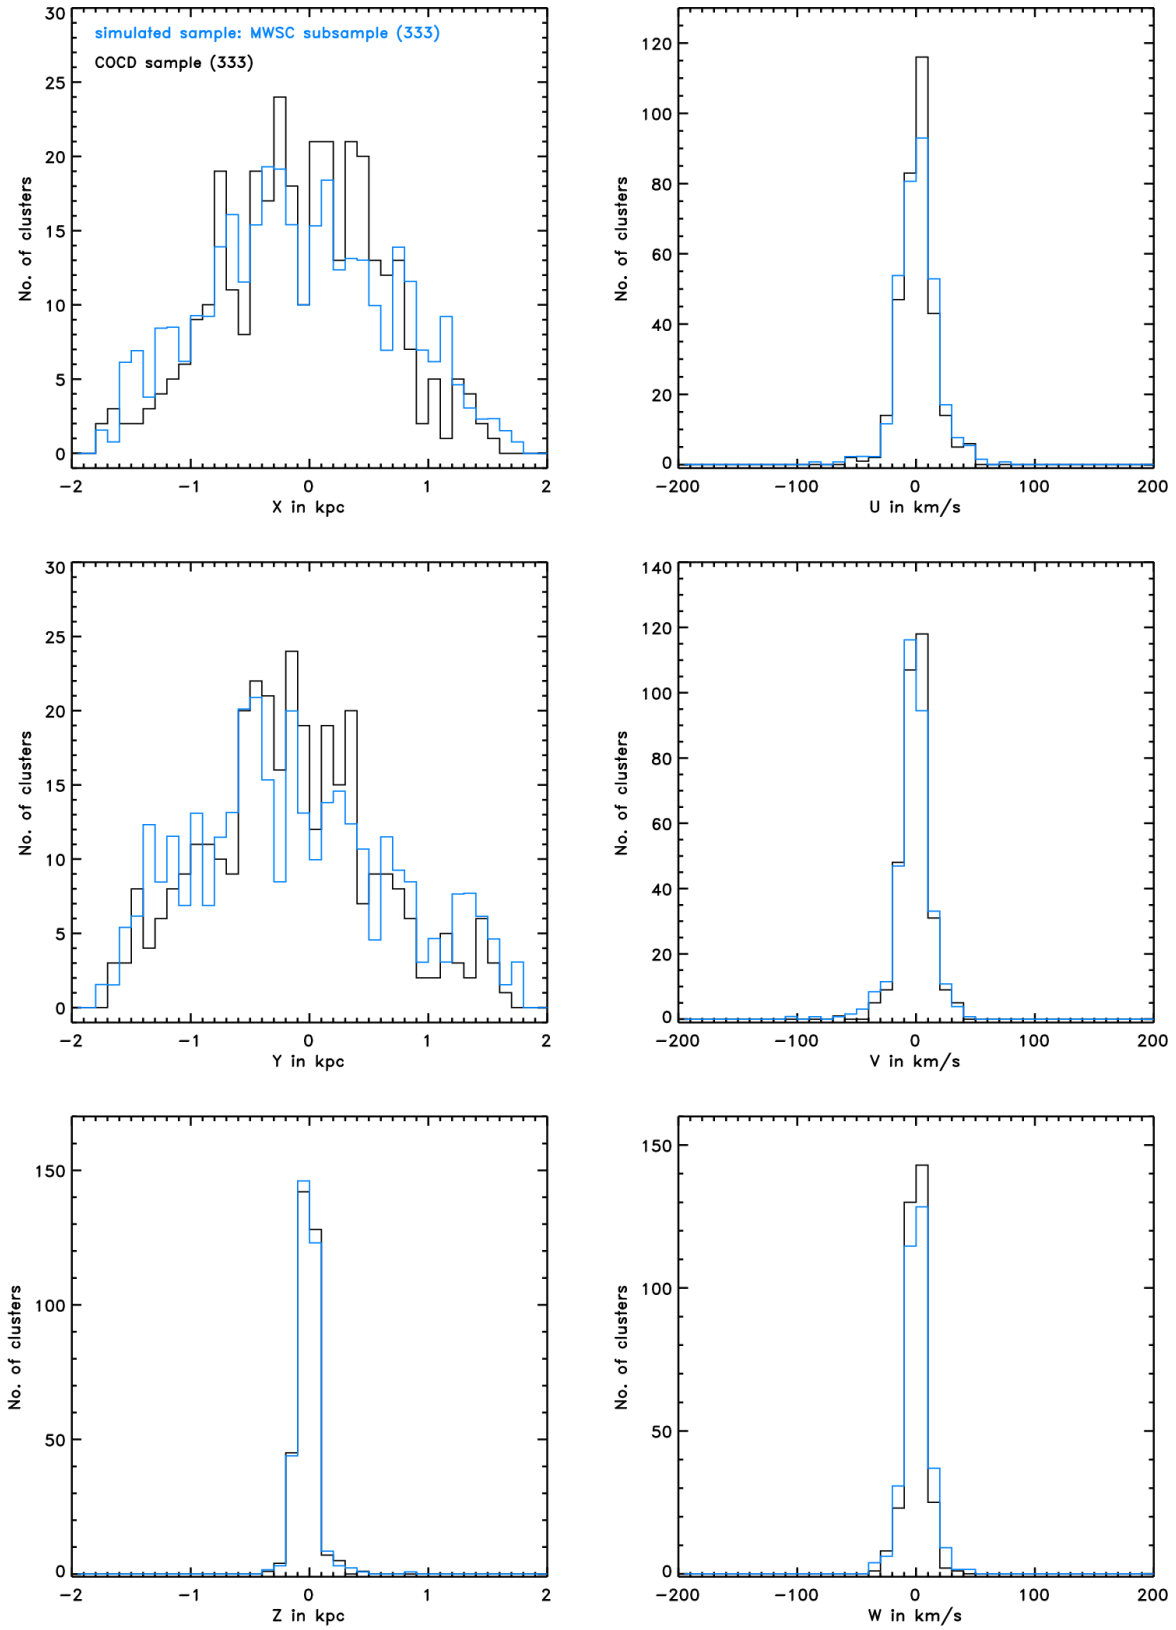 simulated sample: MWSC subsample (333)
COCD sample (333)
30
25
20
15
10
5
0
No. of clusters
-2 -1 0 1 2
X in kpc
120
100
80
60
40
20
0
No. of clusters
-200 -100 0 100 200
U in km/s
30
25
20
15
10
5
0
No. of clusters
-2 -1 0 1 2
Y in kpc
140
120
100
80
60
40
20
0
No. of clusters
-200 -100 0 100 200
V in km/s
150
100
50
0
No. of clusters
-2 -1 0 1 2
Z in kpc
150
100
50
0
No. of clusters
-200 -100 0 100 200
W in km/s